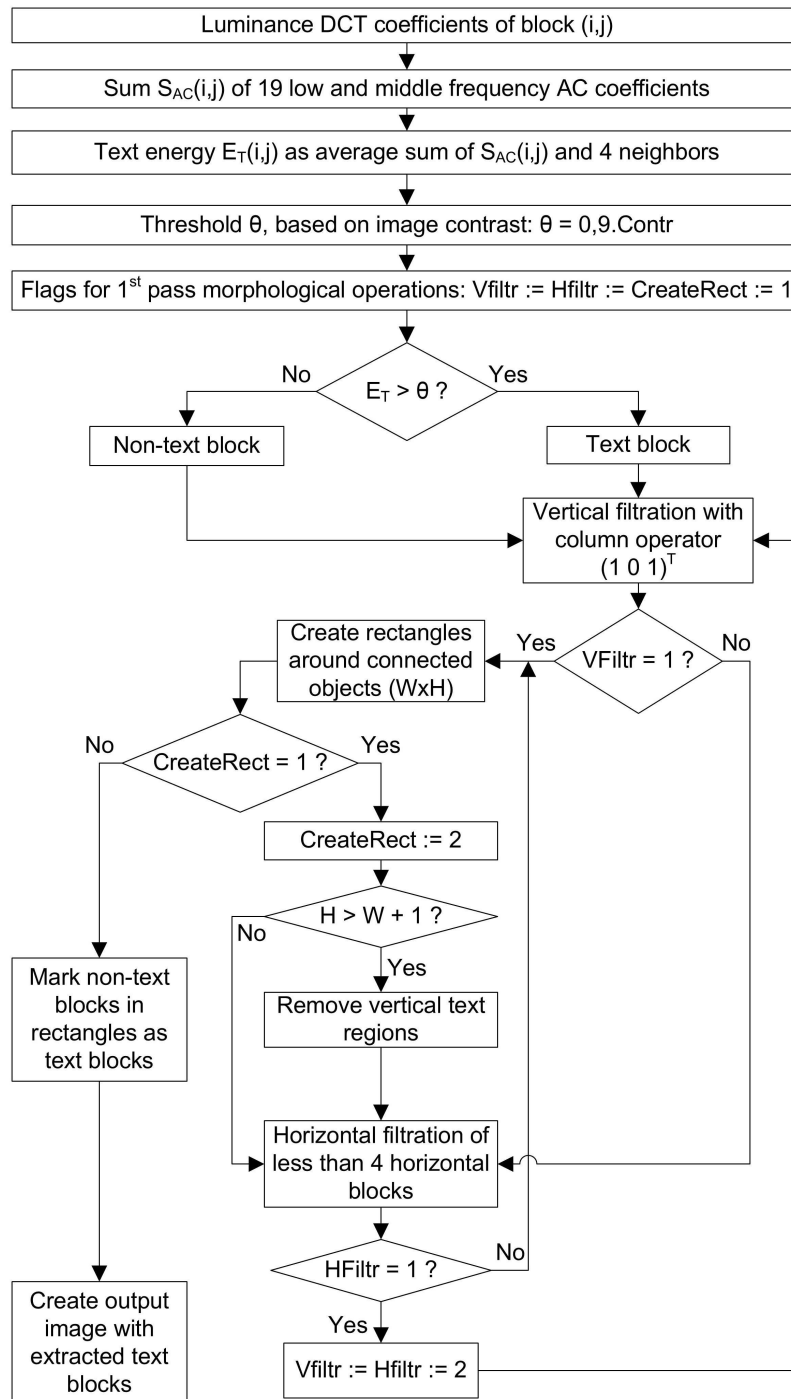 Luminance DCT coefficients of block (i,j)
Sum SAC(i,j) of 19 low and middle frequency AC coefficients
Text energy ET(i,j) as average sum of SAC(i,j) and 4 neighbors
Threshold θ, based on image contrast: θ = 0,9.Contr
Flags for 1st pass morphological operations: Vfiltr := Hfiltr := CreateRect := 1
No
ET > θ ?
Yes
Non-text block
Text block
Vertical filtration with
column operator
(1 0 1)T
Create rectangles
around connected
objects (WxH)
Yes
VFiltr = 1 ?
No
No
CreateRect = 1 ?
Yes
CreateRect := 2
H > W + 1 ?
No
Yes
Mark non-text
blocks in
rectangles as
text blocks
Remove vertical text
regions
Horizontal filtration of
less than 4 horizontal
blocks
HFiltr = 1 ?
No
Yes
Create output
image with
extracted text
blocks
Vfiltr := Hfiltr := 2